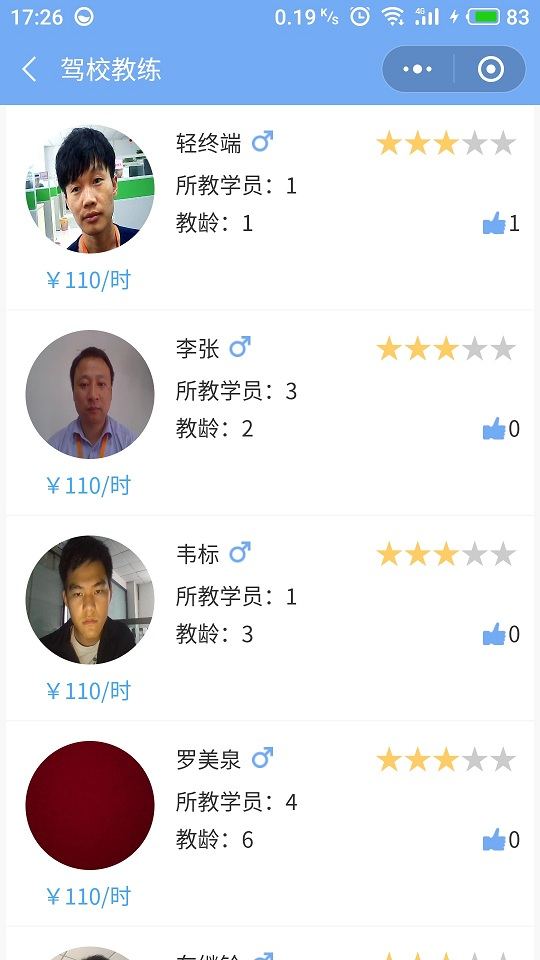 17:26 0.19 K/s 4G 83
驾校教练
轻终端
所教学员：1
教龄：1
1
￥110/时
李张
所教学员：3
教龄：2
0
￥110/时
韦标
所教学员：1
教龄：3
0
￥110/时
罗美泉
所教学员：4
教龄：6
0
￥110/时